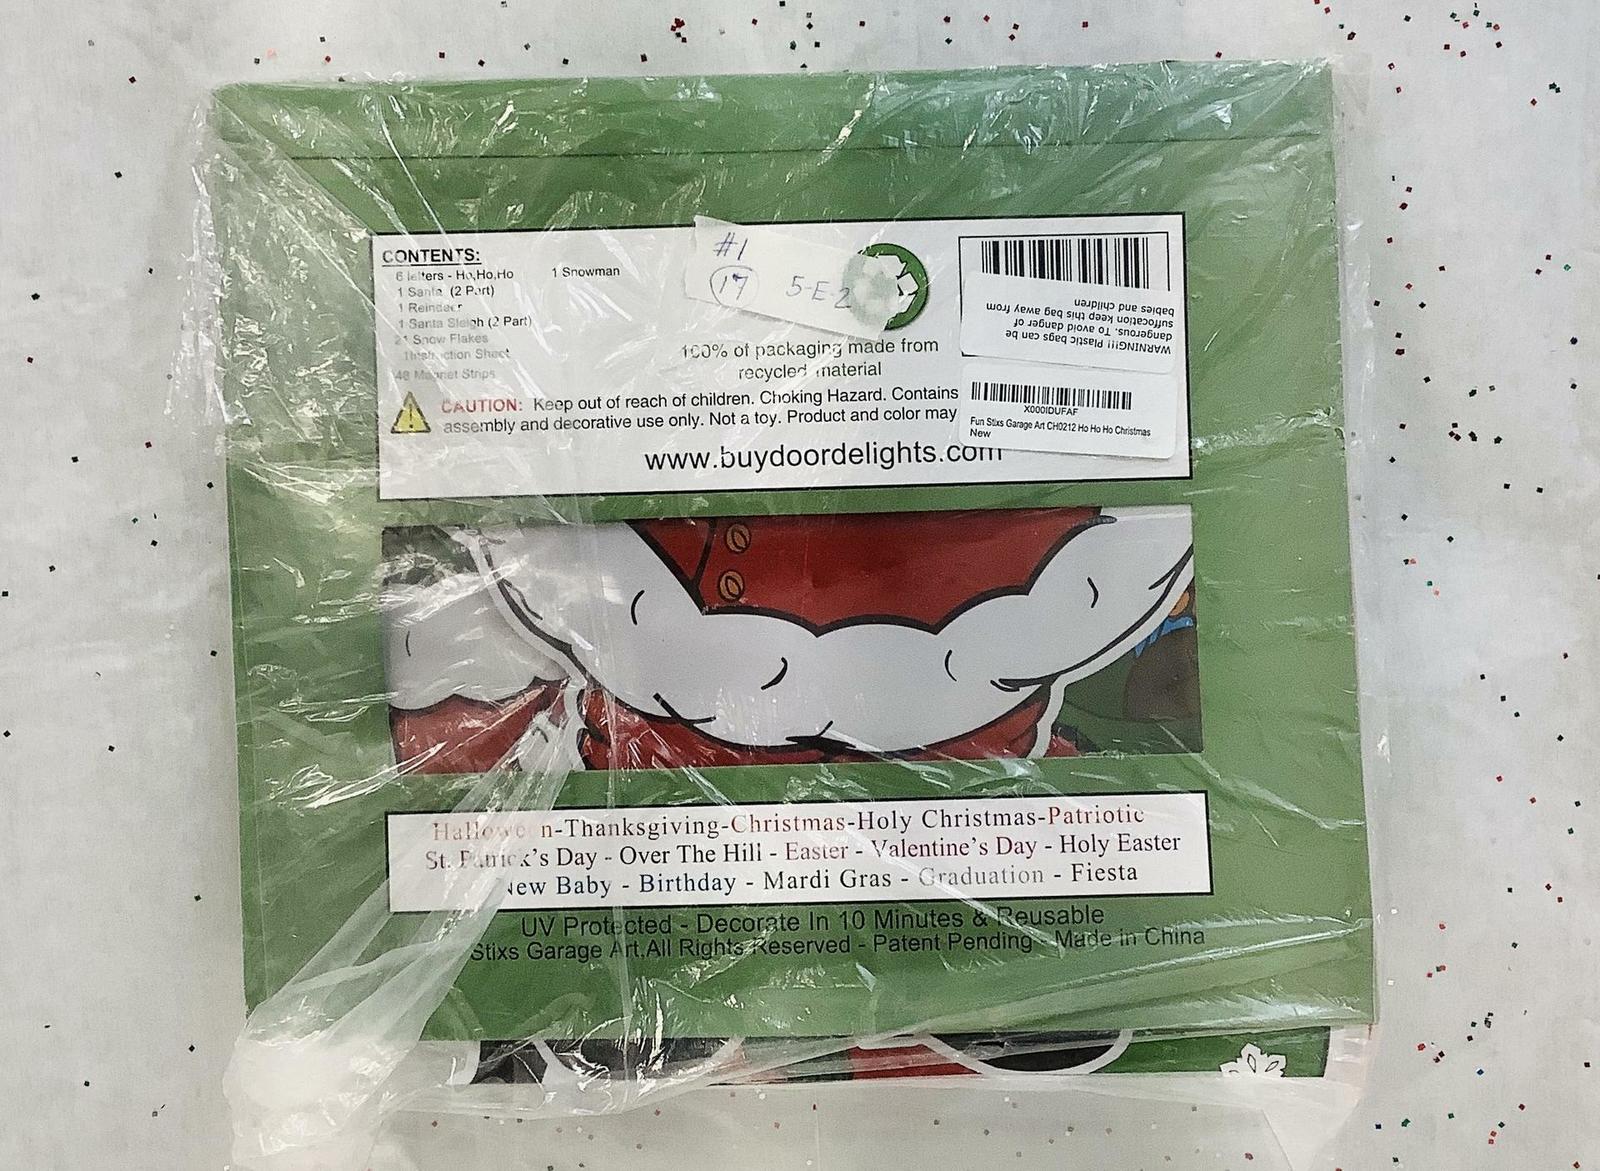 CONTENTS:
6 letters - Ho,Ho,Ho
1 Snowman
1 Santa (2 Part)
1 Reindeer
1 Santa Sleigh (2 Part)
21 Snow Flakes
Instruction Sheet
48 Magnet Strips
#1
17 5-E-2
100% of packaging made from
recycled material
CAUTION: Keep out of reach of children. Choking Hazard. Contains
assembly and decorative use only. Not a toy. Product and color may
www.buydoordelights.com
WARNING!!! Plastic bags can be
dangerous. To avoid danger of
suffocation keep this bag away from
babies and children
X000IDUFAF
Fun Stixs Garage Art CH0212 Ho Ho Ho Christmas
New
Halloween-Thanksgiving-Christmas-Holy Christmas-Patriotic
St. Patrick's Day - Over The Hill - Easter - Valentine's Day - Holy Easter
New Baby - Birthday - Mardi Gras - Graduation - Fiesta
UV Protected - Decorate In 10 Minutes & Reusable
Stixs Garage Art.All Rights Reserved - Patent Pending - Made in China